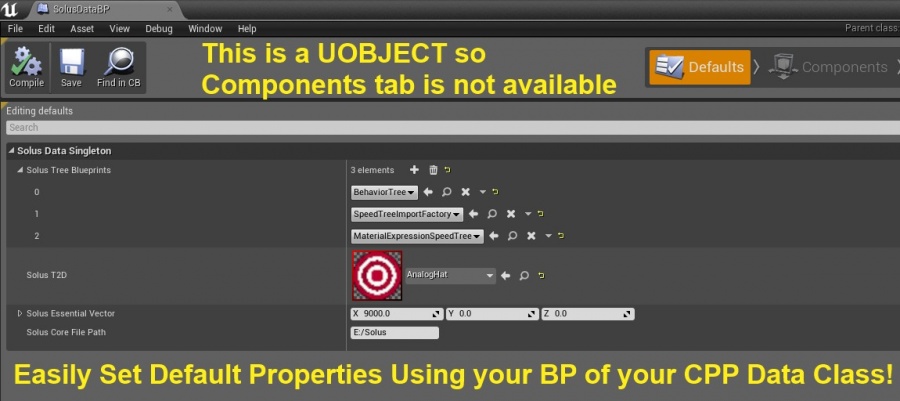 SolusDataBP
File Edit Asset View Debug Window Help
Parent class:
Compile Save Find in CB
This is a UOBJECT so
Components tab is not available
Defaults Components
Editing defaults
Search
Solus Data Singleton
Solus Tree Blueprints 3 elements
0 BehaviorTree
1 SpeedTreeImportFactory
2 MaterialExpressionSpeedTree
Solus T2D AnalogHat
Solus Essential Vector X 9000.0 Y 0.0 Z 0.0
Solus Core File Path E:/Solus
Easily Set Default Properties Using your BP of your CPP Data Class!